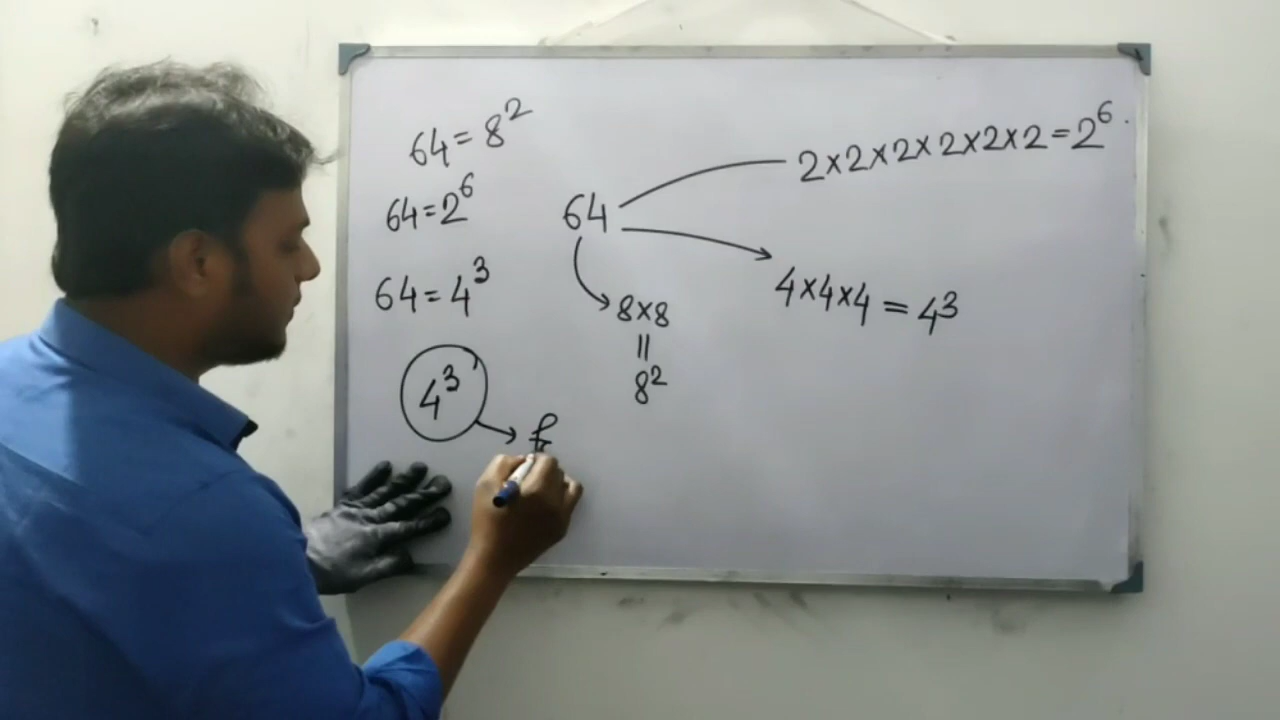 64 = 8²
64 = 2⁶
64 = 4³
4³
64
2×2×2×2×2×2 = 2⁶.
4×4×4 = 4³
8×8
=
8²